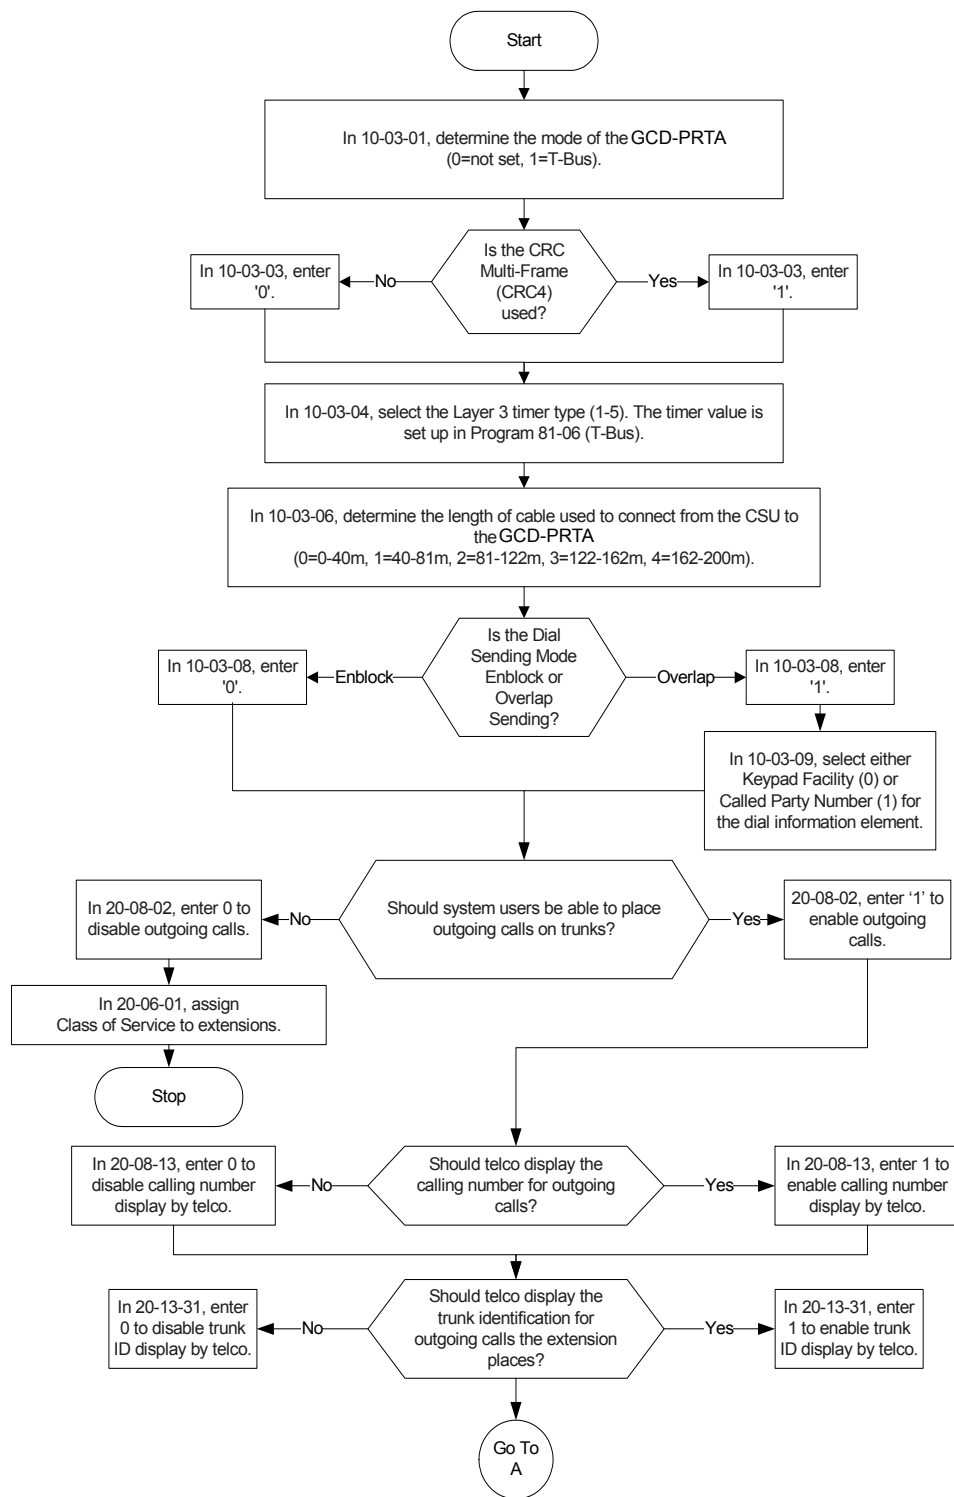 Start
In 10-03-01, determine the mode of the GCD-PRTA
(0=not set, 1=T-Bus).
Is the CRC
Multi-Frame
(CRC4)
used?
No
Yes
In 10-03-03, enter
'0'.
In 10-03-03, enter
'1'.
In 10-03-04, select the Layer 3 timer type (1-5). The timer value is
set up in Program 81-06 (T-Bus).
In 10-03-06, determine the length of cable used to connect from the CSU to
the GCD-PRTA
(0=0-40m, 1=40-81m, 2=81-122m, 3=122-162m, 4=162-200m).
Is the Dial
Sending Mode
Enblock or
Overlap
Sending?
Enblock
Overlap
In 10-03-08, enter
'0'.
In 10-03-08, enter
'1'.
In 10-03-09, select either
Keypad Facility (0) or
Called Party Number (1) for
the dial information element.
Should system users be able to place
outgoing calls on trunks?
No
Yes
In 20-08-02, enter 0 to
disable outgoing calls.
20-08-02, enter ‘1’ to
enable outgoing
calls.
In 20-06-01, assign
Class of Service to extensions.
Stop
Should telco display the
calling number for outgoing
calls?
No
Yes
In 20-08-13, enter 0 to
disable calling number
display by telco.
In 20-08-13, enter 1 to
enable calling number
display by telco.
Should telco display the
trunk identification for
outgoing calls the extension
places?
No
Yes
In 20-13-31, enter
0 to disable trunk
ID display by telco.
In 20-13-31, enter
1 to enable trunk
ID display by telco.
Go To
A